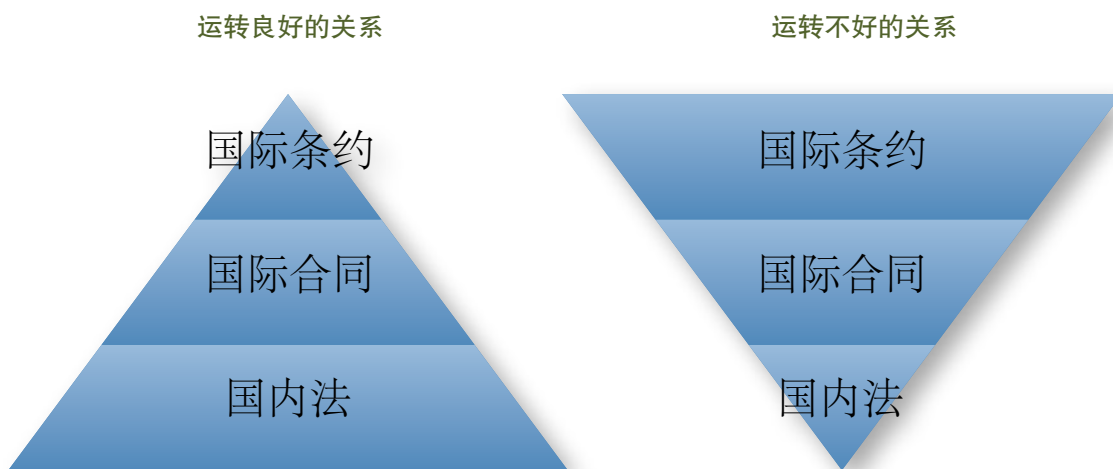 运转良好的关系
运转不好的关系
国际条约
国际合同
国内法
国际条约
国际合同
国内法